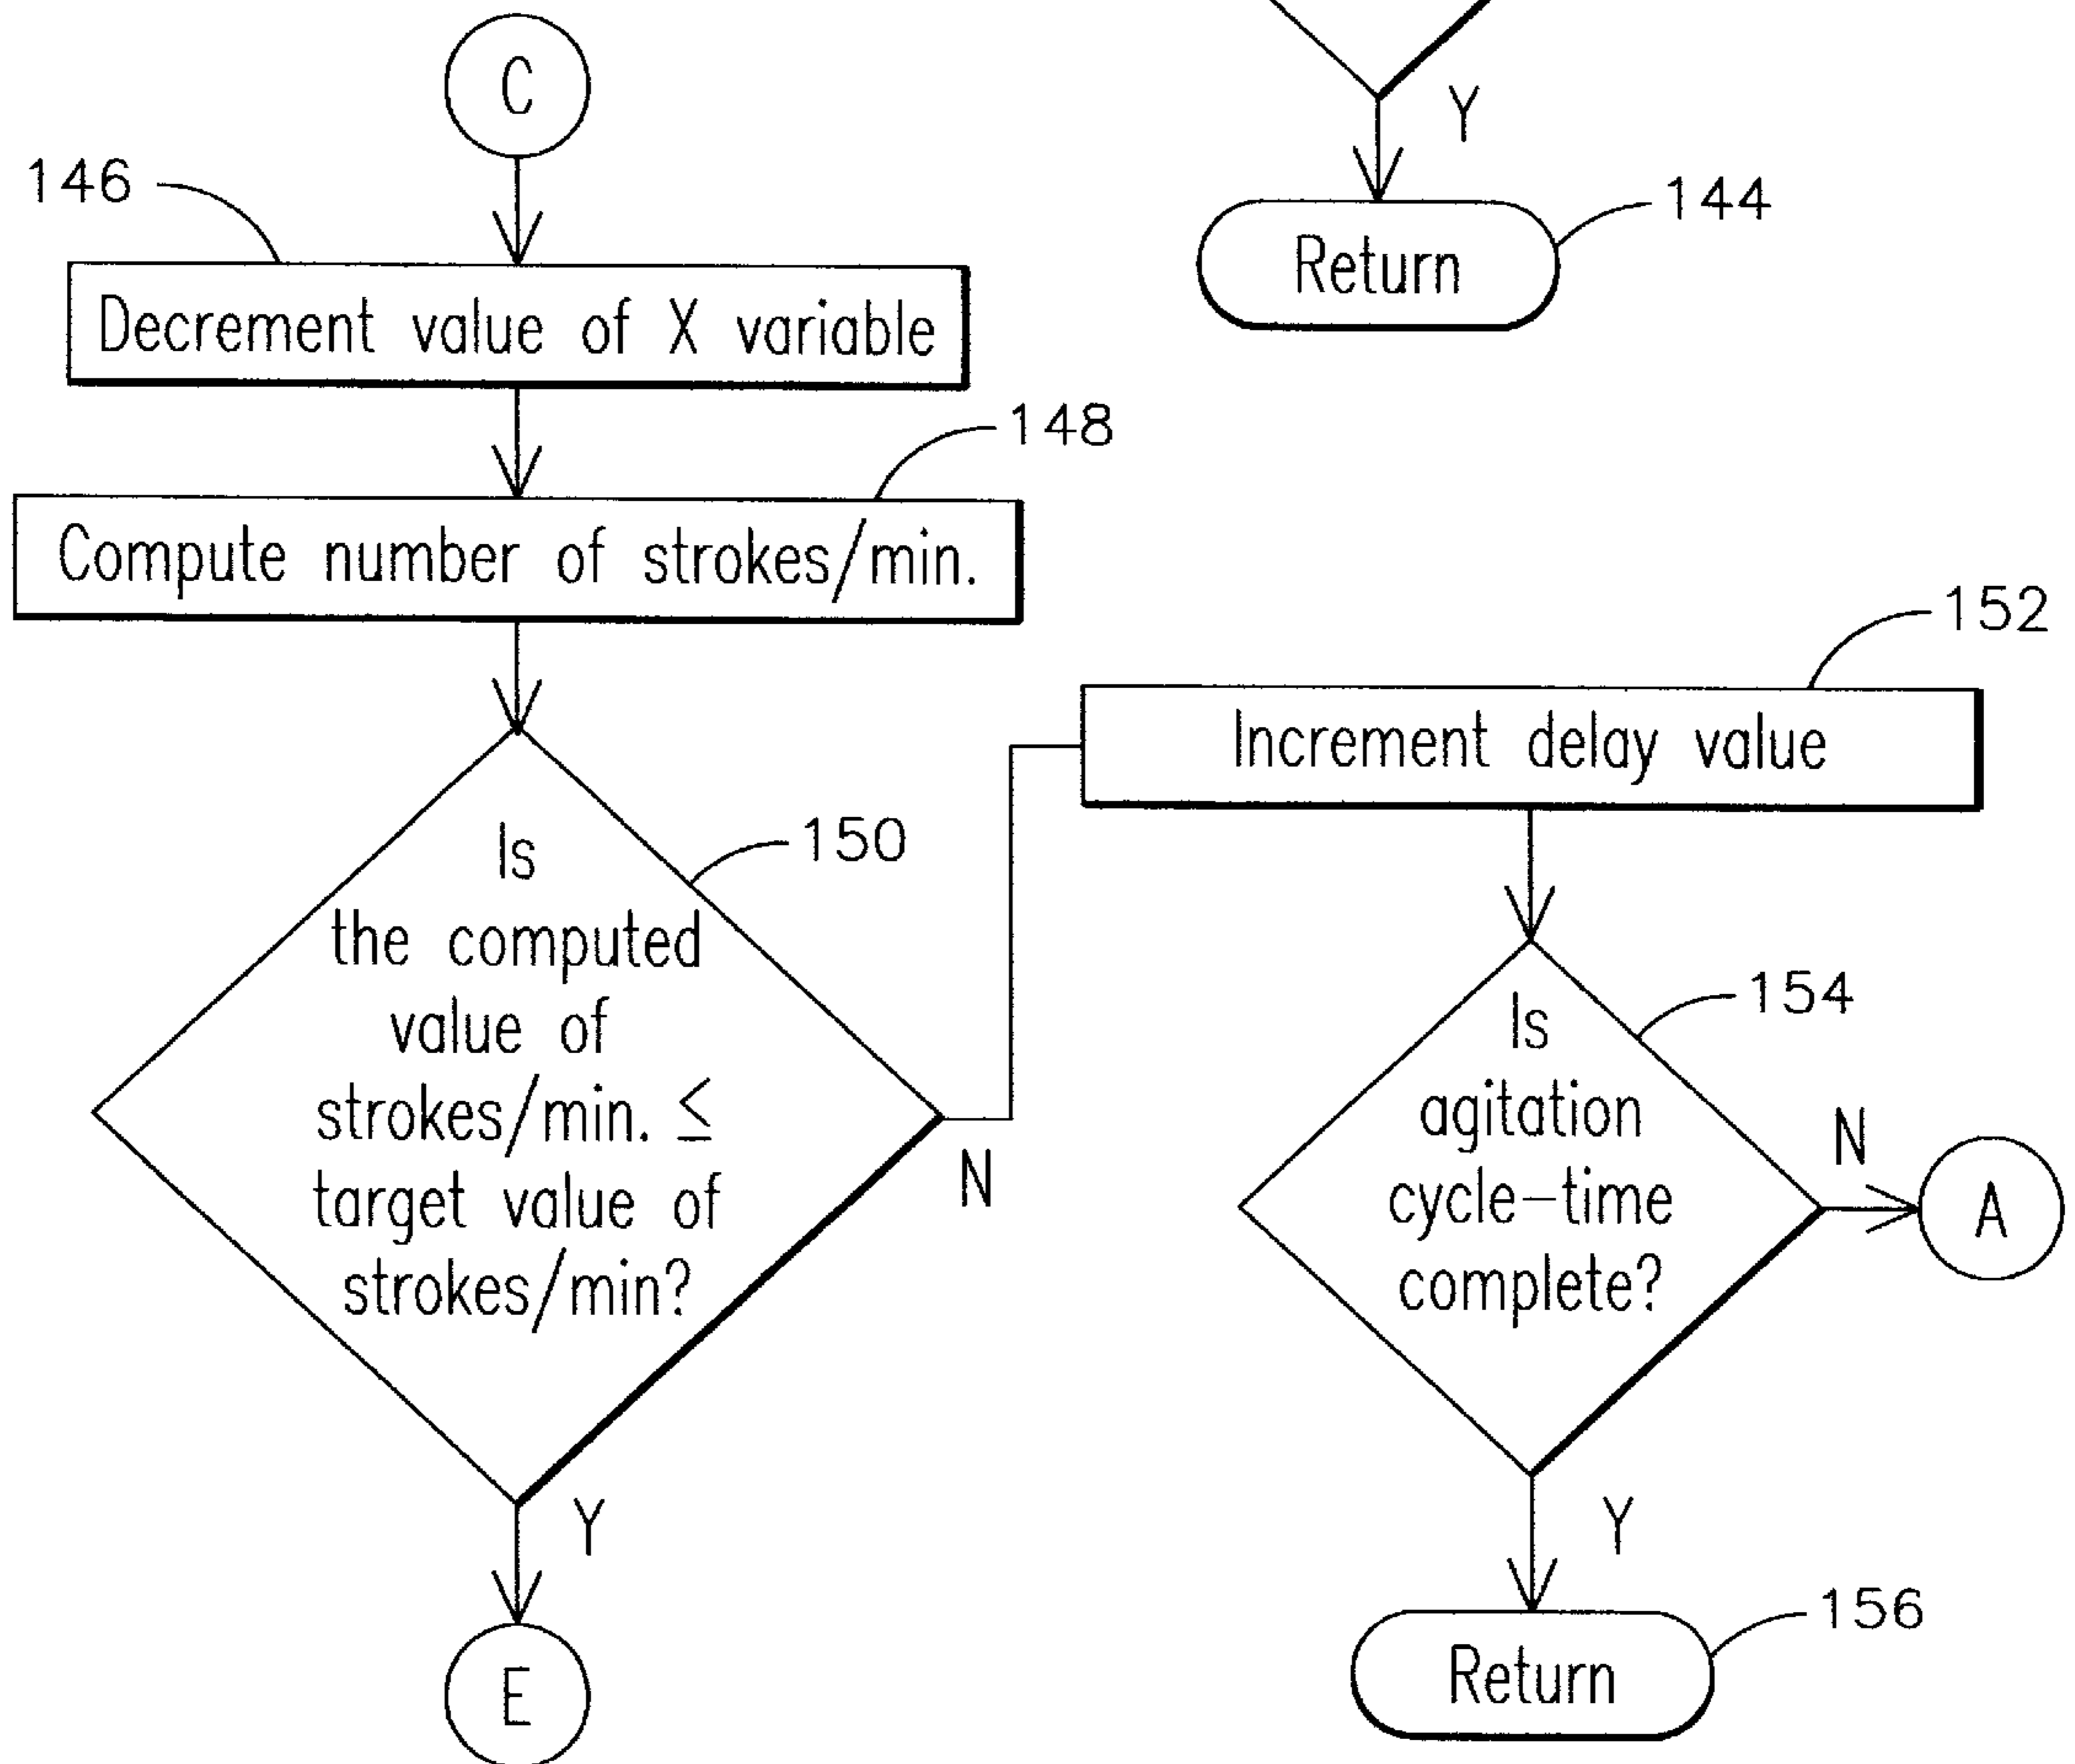 C
146
Decrement value of X variable
148
Compute number of strokes/min.
150
Is
the computed
value of
strokes/min. ≤
target value of
strokes/min?
N
Y
E
Y
144
Return
152
Increment delay value
154
Is
agitation
cycle-time
complete?
N
A
Y
156
Return